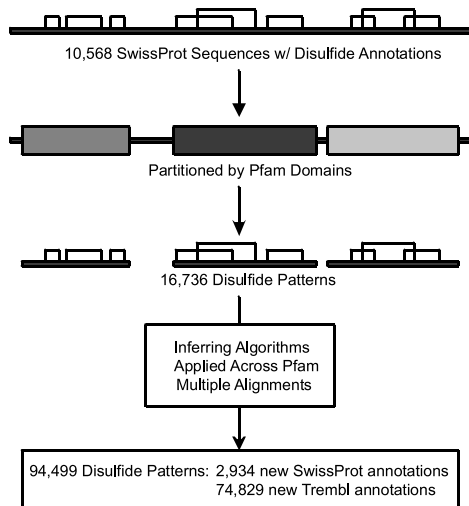 10,568 SwissProt Sequences w/ Disulfide Annotations
Partitioned by Pfam Domains
16,736 Disulfide Patterns
Inferring Algorithms
Applied Across Pfam
Multiple Alignments
94,499 Disulfide Patterns: 2,934 new SwissProt annotations
74,829 new Trembl annotations